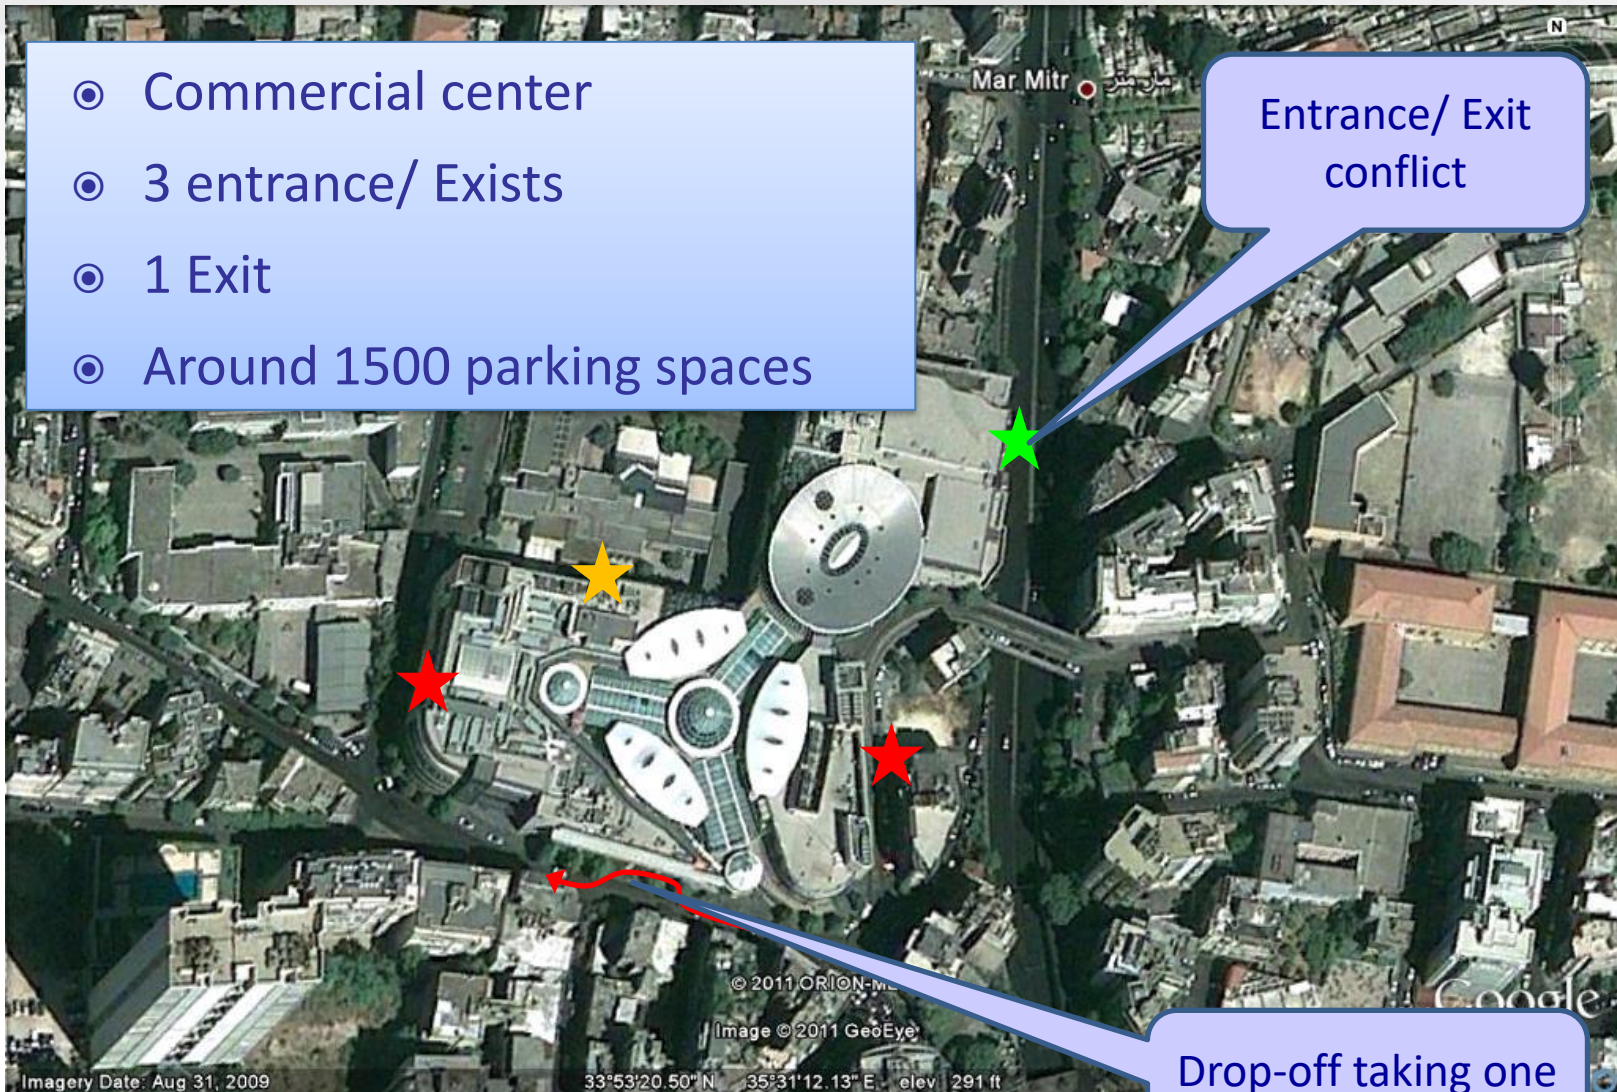 Commercial center
3 entrance/ Exists
1 Exit
Around 1500 parking spaces
N
Mar Mitr مار متر
Entrance/ Exit
conflict
© 2011 ORION-ME
Image © 2011 GeoEye
Google
Drop-off taking one
Imagery Date: Aug 31, 2009
33°53'20.50" N 35°31'12.13" E elev 291 ft